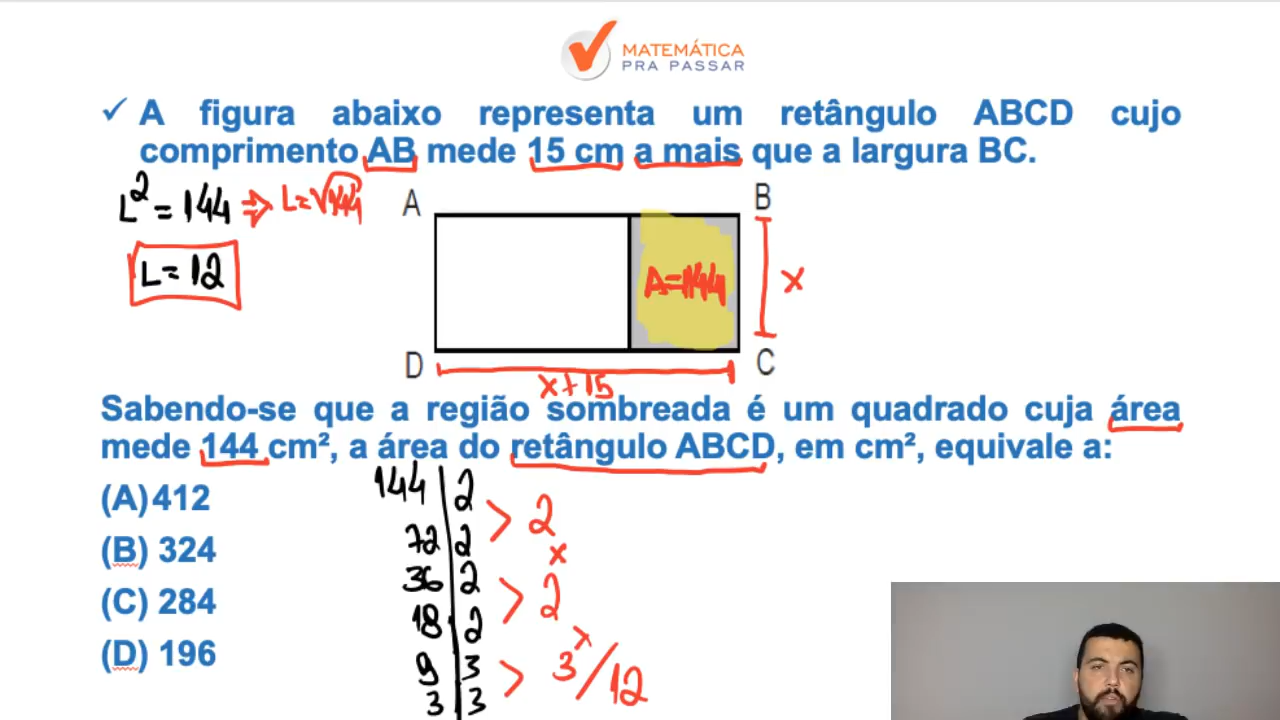 MATEMÁTICA
PRA PASSAR
✓ A figura abaixo representa um retângulo ABCD cujo
comprimento AB mede 15 cm a mais que a largura BC.
L² = 144 ⇒ L = √144
L = 12
A
B
A=144
x
D
C
x + 15
Sabendo-se que a região sombreada é um quadrado cuja área
mede 144 cm², a área do retângulo ABCD, em cm², equivale a:
(A) 412
(B) 324
(C) 284
(D) 196
144 | 2 > 2
72 | 2 x
36 | 2 > 2
18 | 2 x
9 | 3 > 3 / 12
3 | 3